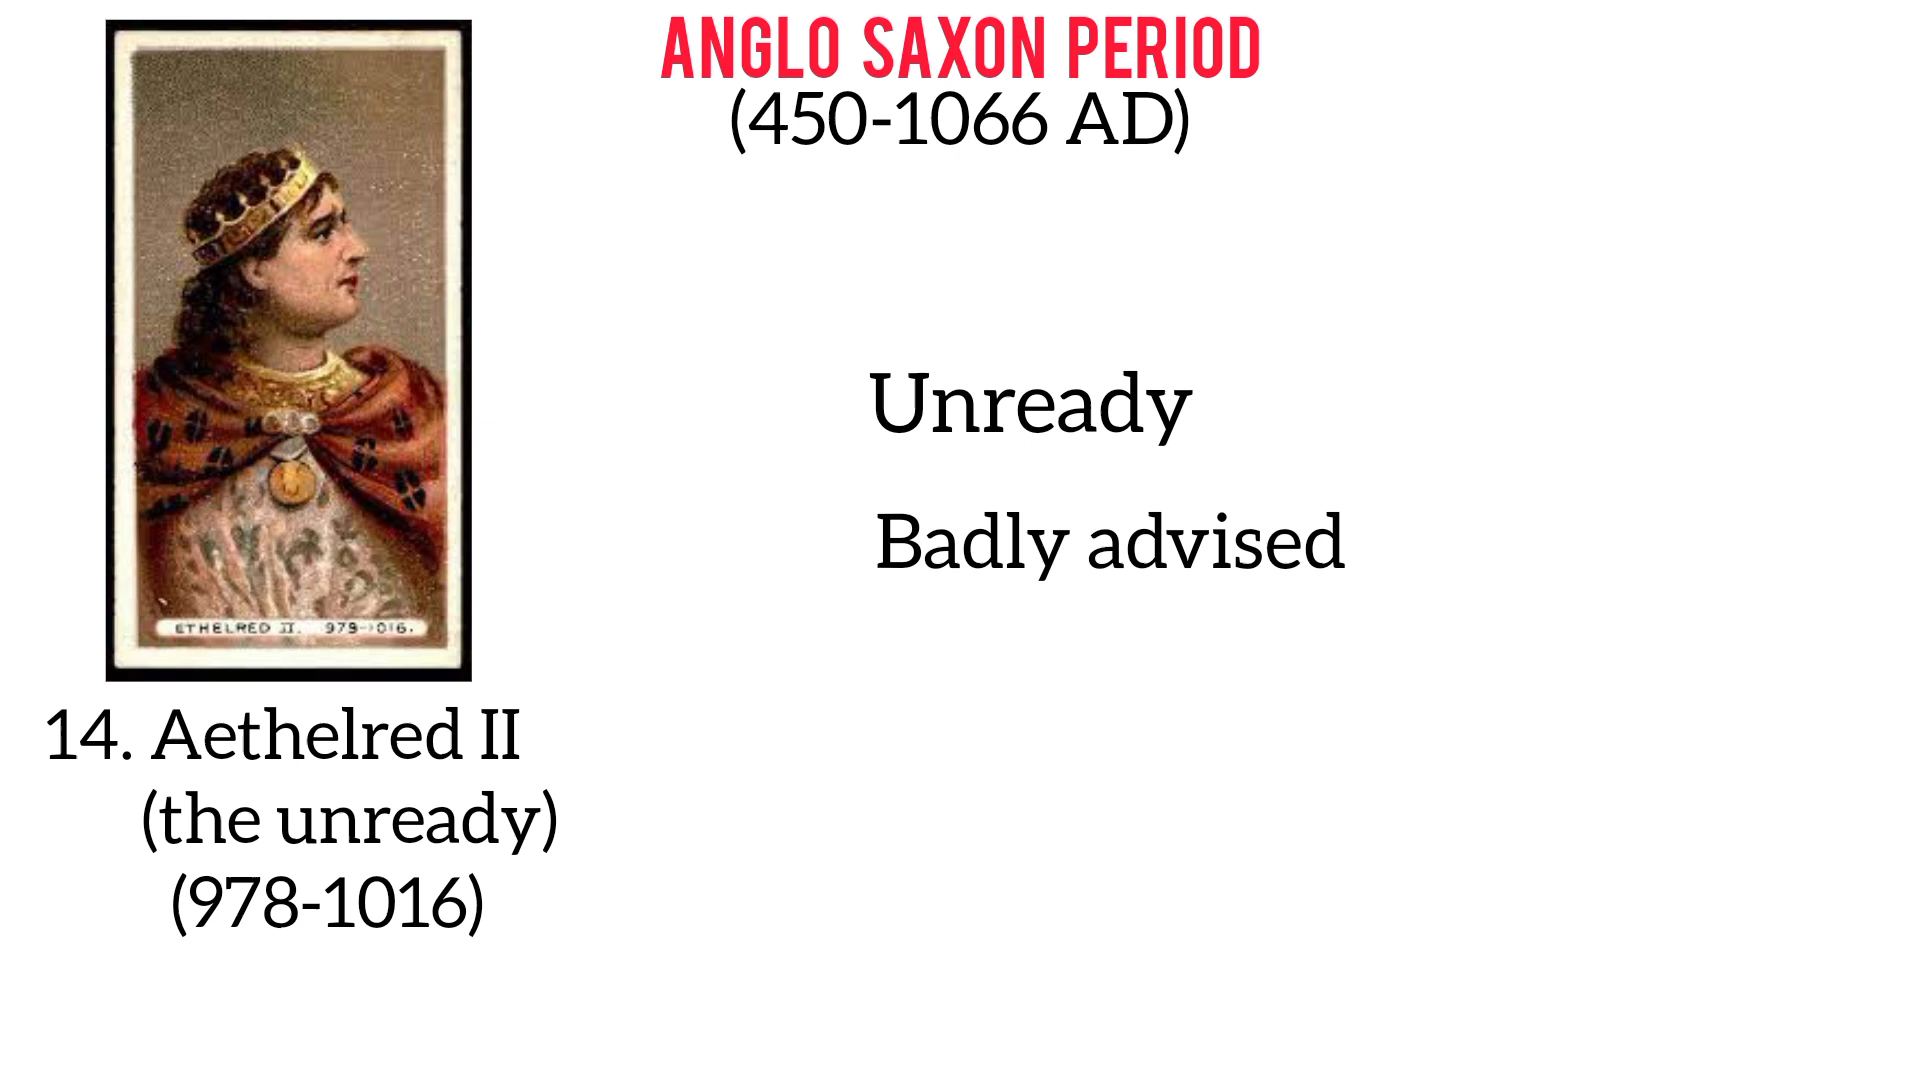 ANGLO SAXON PERIOD
(450-1066 AD)
Unready
Badly advised
ETHELRED II. 979-1016.
14. Aethelred II
(the unready)
(978-1016)